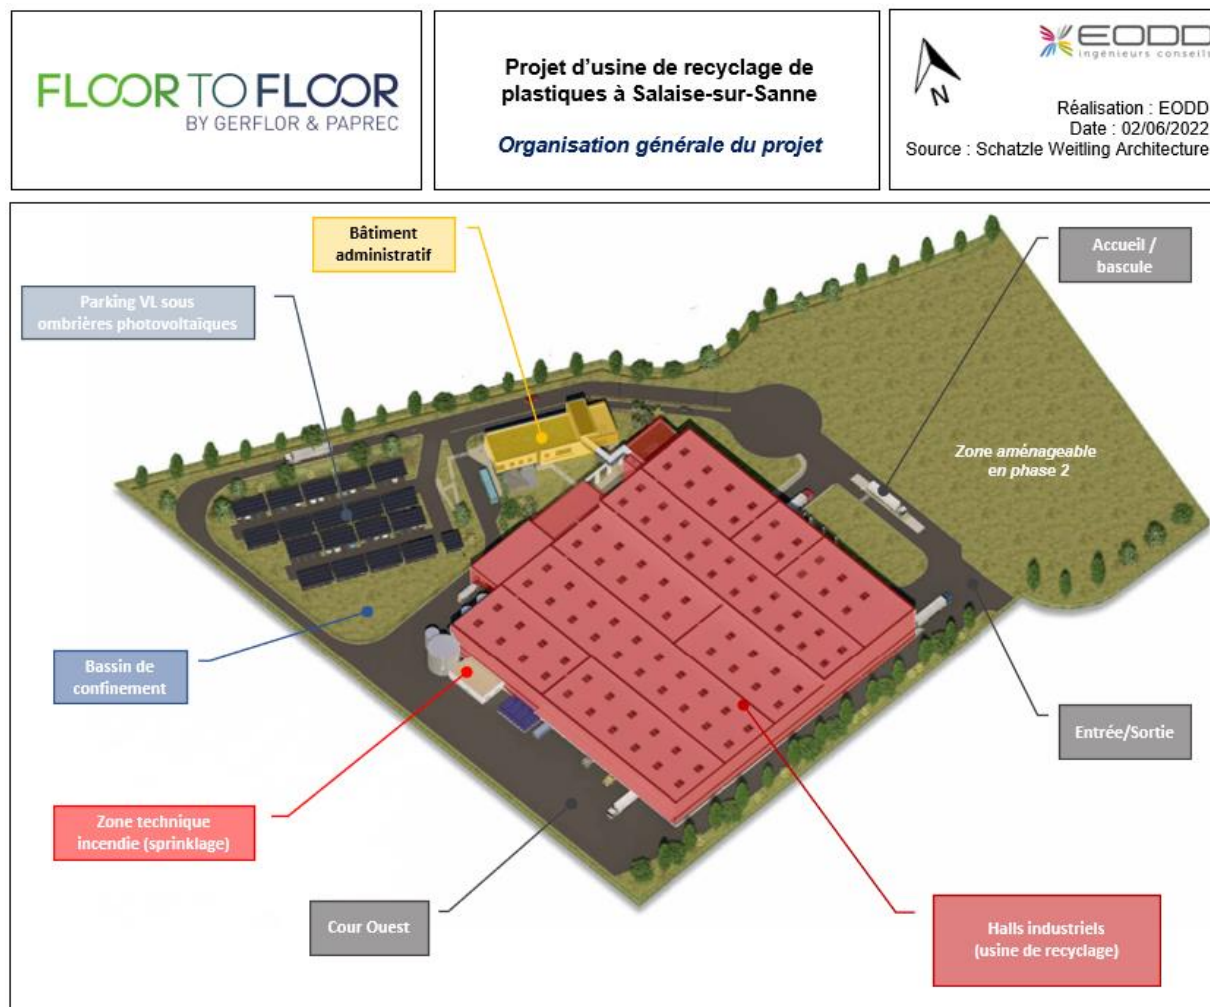 FLOOR TO FLOOR
BY GERFLOR & PAPREC
Projet d'usine de recyclage de
plastiques à Salaise-sur-Sanne
Organisation générale du projet
N
EODD
ingénieurs conseils
Réalisation : EODD
Date : 02/06/2022
Source : Schatzle Weitling Architecture
Bâtiment
administratif
Accueil /
bascule
Parking VL sous
ombrières photovoltaïques
Zone aménageable
en phase 2
Bassin de
confinement
Entrée/Sortie
Zone technique
incendie (sprinklage)
Cour Ouest
Halls industriels
(usine de recyclage)